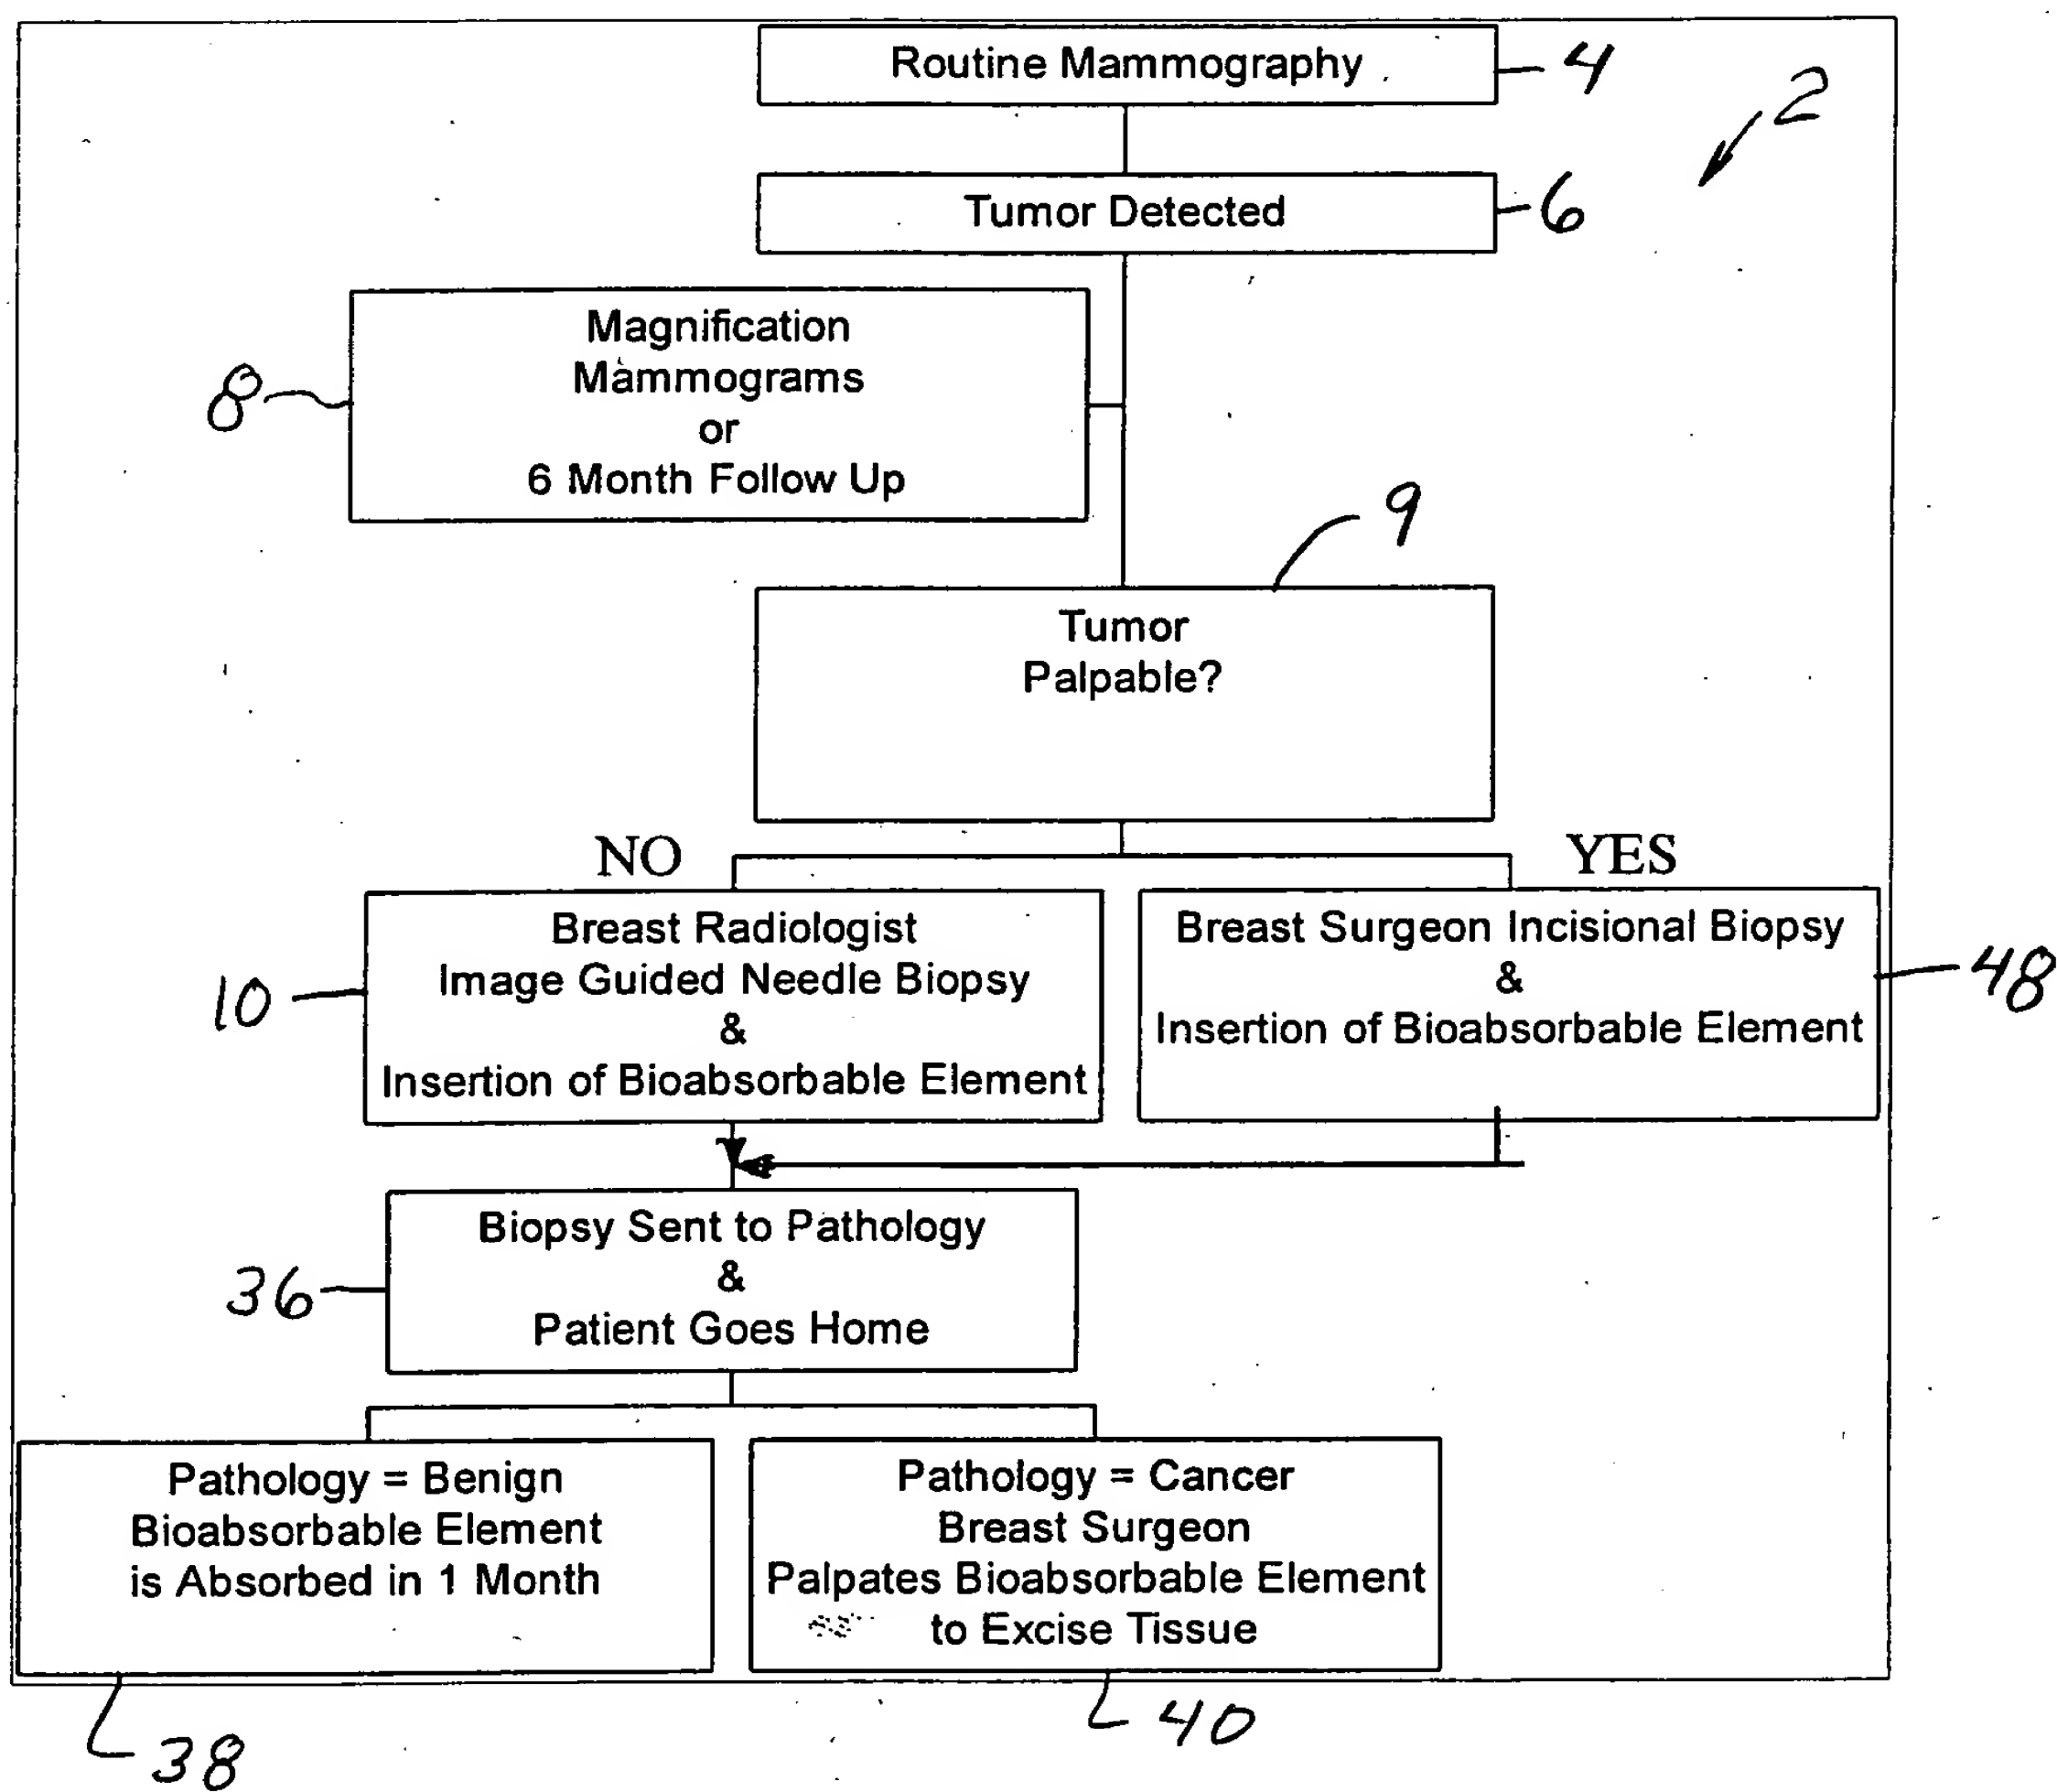 Routine Mammography
4
2
Tumor Detected
6
Magnification
Mammograms
or
6 Month Follow Up
8
9
Tumor
Palpable?
NO
YES
Breast Radiologist
Image Guided Needle Biopsy
&
Insertion of Bioabsorbable Element
10
Breast Surgeon Incisional Biopsy
&
Insertion of Bioabsorbable Element
48
Biopsy Sent to Pathology
&
Patient Goes Home
36
Pathology = Benign
Bioabsorbable Element
is Absorbed in 1 Month
38
Pathology = Cancer
Breast Surgeon
Palpates Bioabsorbable Element
to Excise Tissue
40